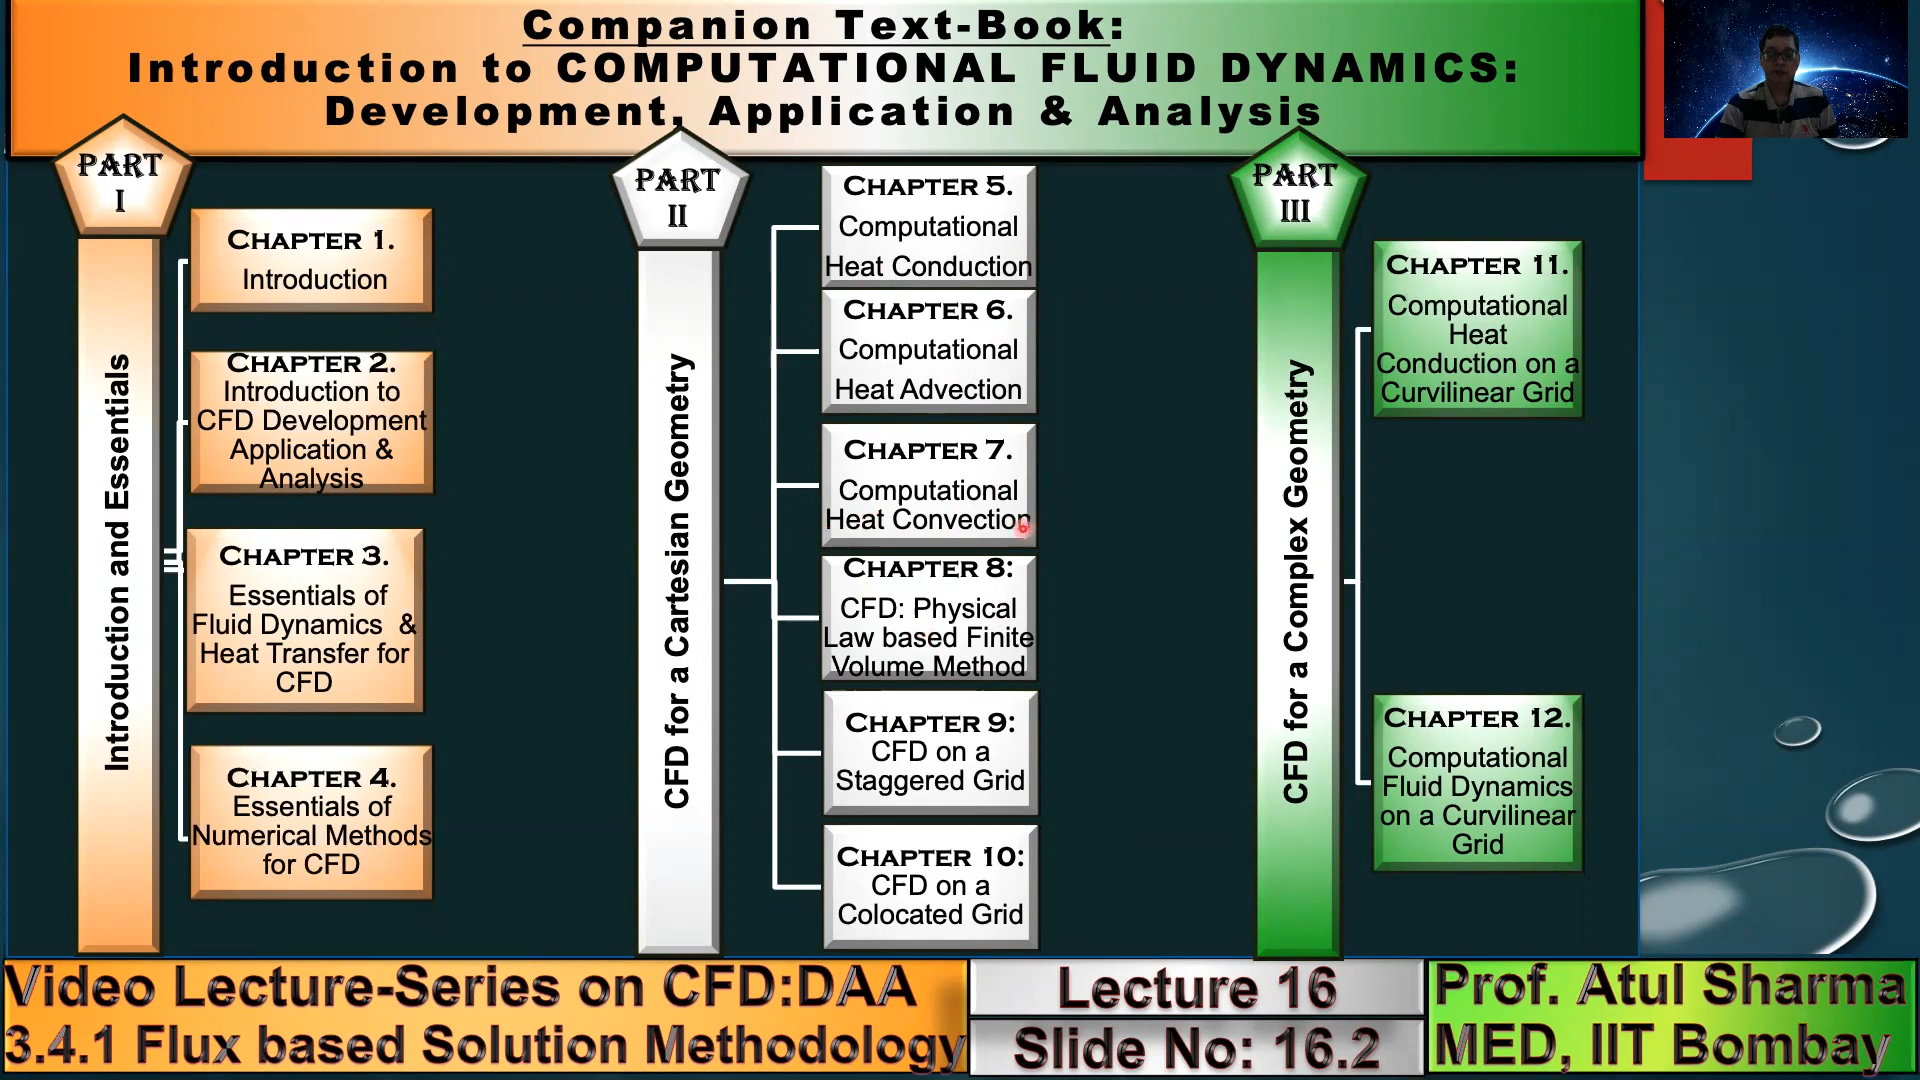 Companion Text-Book:
Introduction to COMPUTATIONAL FLUID DYNAMICS:
Development, Application & Analysis
PART
I
Introduction and Essentials
CHAPTER 1.
Introduction
CHAPTER 2.
Introduction to
CFD Development
Application &
Analysis
CHAPTER 3.
Essentials of
Fluid Dynamics &
Heat Transfer for
CFD
CHAPTER 4.
Essentials of
Numerical Methods
for CFD
PART
II
CFD for a Cartesian Geometry
CHAPTER 5.
Computational
Heat Conduction
CHAPTER 6.
Computational
Heat Advection
CHAPTER 7.
Computational
Heat Convection
CHAPTER 8:
CFD: Physical
Law based Finite
Volume Method
CHAPTER 9:
CFD on a
Staggered Grid
CHAPTER 10:
CFD on a
Colocated Grid
PART
III
CFD for a Complex Geometry
CHAPTER 11.
Computational
Heat
Conduction on a
Curvilinear Grid
CHAPTER 12.
Computational
Fluid Dynamics
on a Curvilinear
Grid
Video Lecture-Series on CFD:DAA
3.4.1 Flux based Solution Methodology
Lecture 16
Slide No: 16.2
Prof. Atul Sharma
MED, IIT Bombay